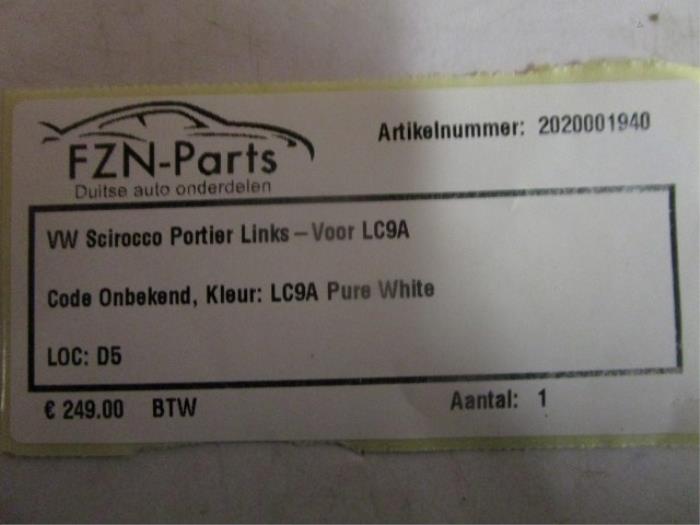 FZN-Parts
Duitse auto onderdelen
Artikelnummer: 2020001940
VW Scirocco Portier Links – Voor LC9A
Code Onbekend, Kleur: LC9A Pure White
LOC: D5
€ 249.00 BTW Aantal: 1